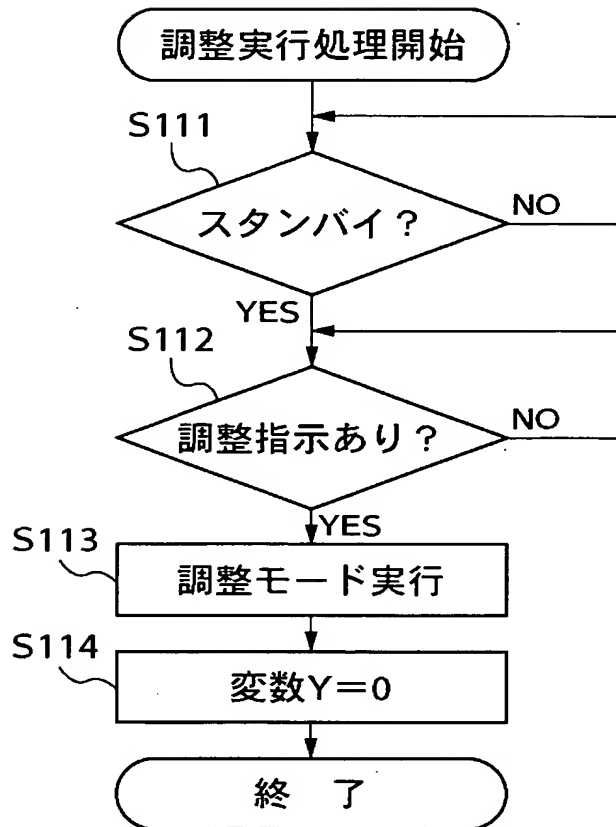 調整実行処理開始
S111
スタンバイ？
NO
YES
S112
調整指示あり？
NO
YES
S113
調整モード実行
S114
変数Y＝0
終 了